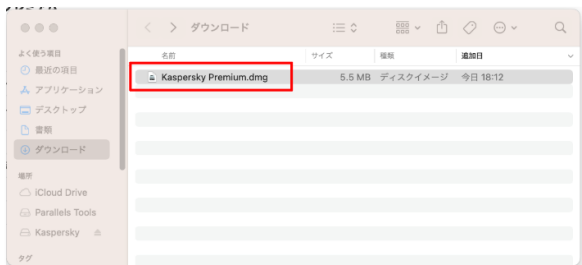 ダウンロード
よく使う項目
最近の項目
アプリケーション
デスクトップ
書類
ダウンロード
場所
iCloud Drive
Parallels Tools
Kaspersky
タグ
名前 サイズ 種類 追加日
Kaspersky Premium.dmg 5.5 MB ディスクイメージ 今日 18:12